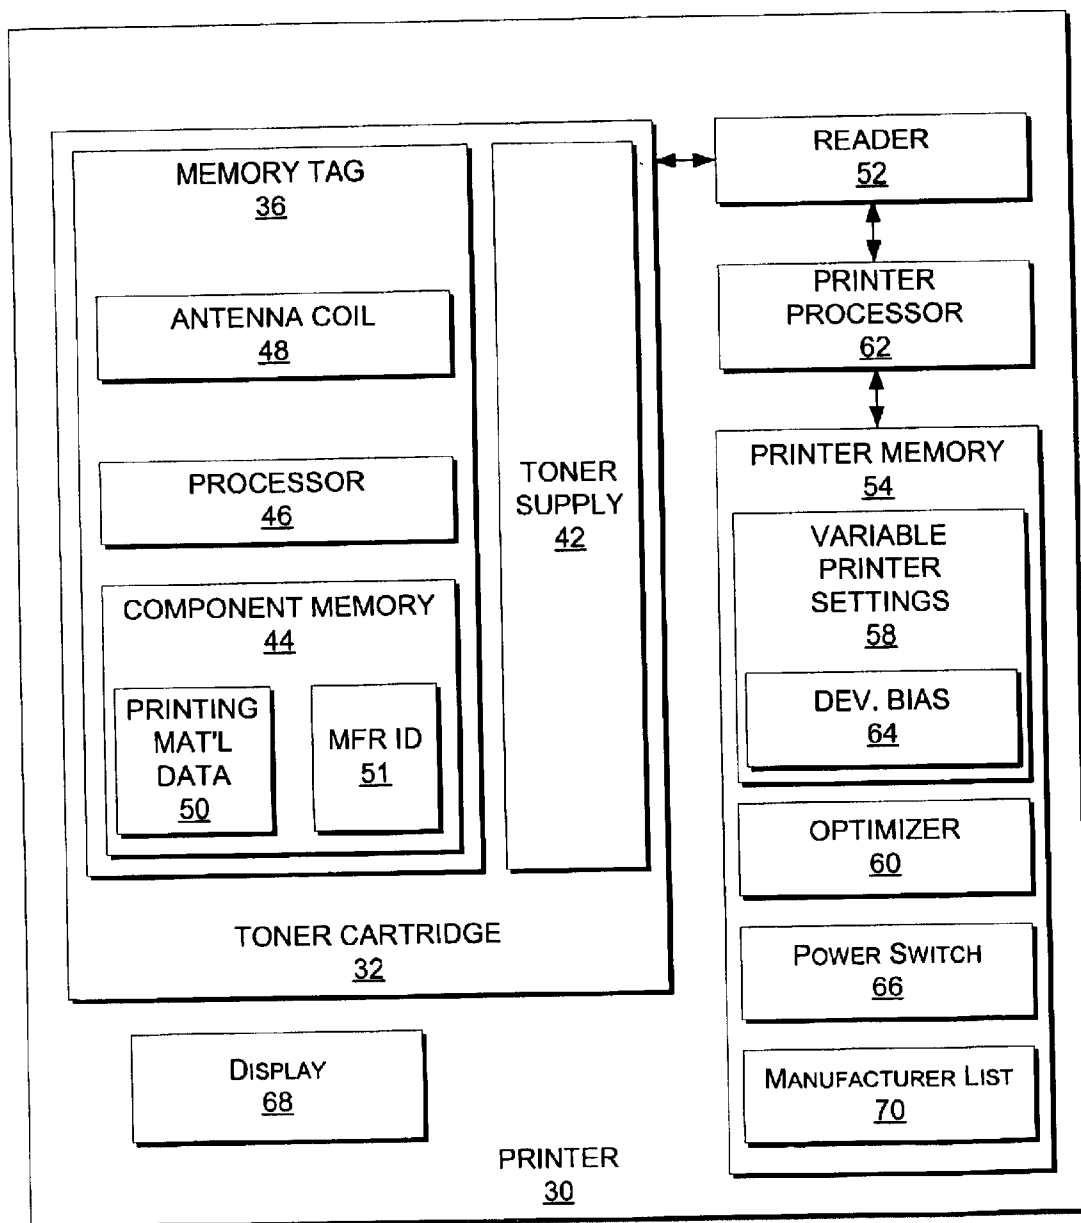 MEMORY TAG
36
ANTENNA COIL
48
PROCESSOR
46
COMPONENT MEMORY
44
PRINTING
MAT'L
DATA
50
MFR ID
51
TONER
SUPPLY
42
TONER CARTRIDGE
32
READER
52
PRINTER
PROCESSOR
62
PRINTER MEMORY
54
VARIABLE
PRINTER
SETTINGS
58
DEV. BIAS
64
OPTIMIZER
60
POWER SWITCH
66
MANUFACTURER LIST
70
DISPLAY
68
PRINTER
30